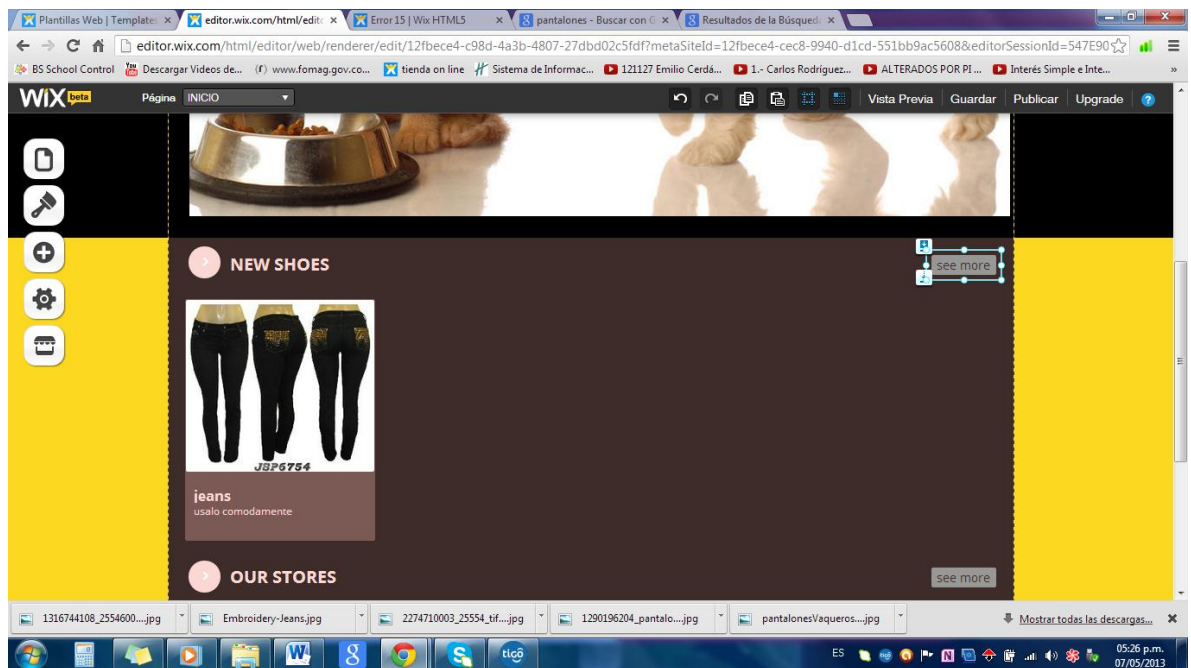 Plantillas Web | Templates × editor.wix.com/html/edito × Error 15 | Wix HTML5 × pantalones - Buscar con G × Resultados de la Búsqued ×
editor.wix.com/html/editor/web/renderer/edit/12fbece4-c98d-4a3b-4807-27dbd02c5fdf?metaSiteId=12fbece4-cec8-9940-d1cd-551bb9ac5608&editorSessionId=547E90
BS School Control Descargar Videos de... www.fomag.gov.co... tienda on line Sistema de Informac... 121127 Emilio Cerdá... 1.- Carlos Rodríguez... ALTERADOS POR PI ... Interés Simple e Inte... »
WiX beta Página INICIO Vista Previa Guardar Publicar Upgrade ?
NEW SHOES see more
JSP6754
jeans
usalo comodamente
OUR STORES see more
1316744108_2554600....jpg Embroidery-Jeans.jpg 2274710003_25554_tif....jpg 1290196204_pantalo....jpg pantalonesVaqueros....jpg Mostrar todas las descargas...
tigo ES 05:26 p.m.
07/05/2013